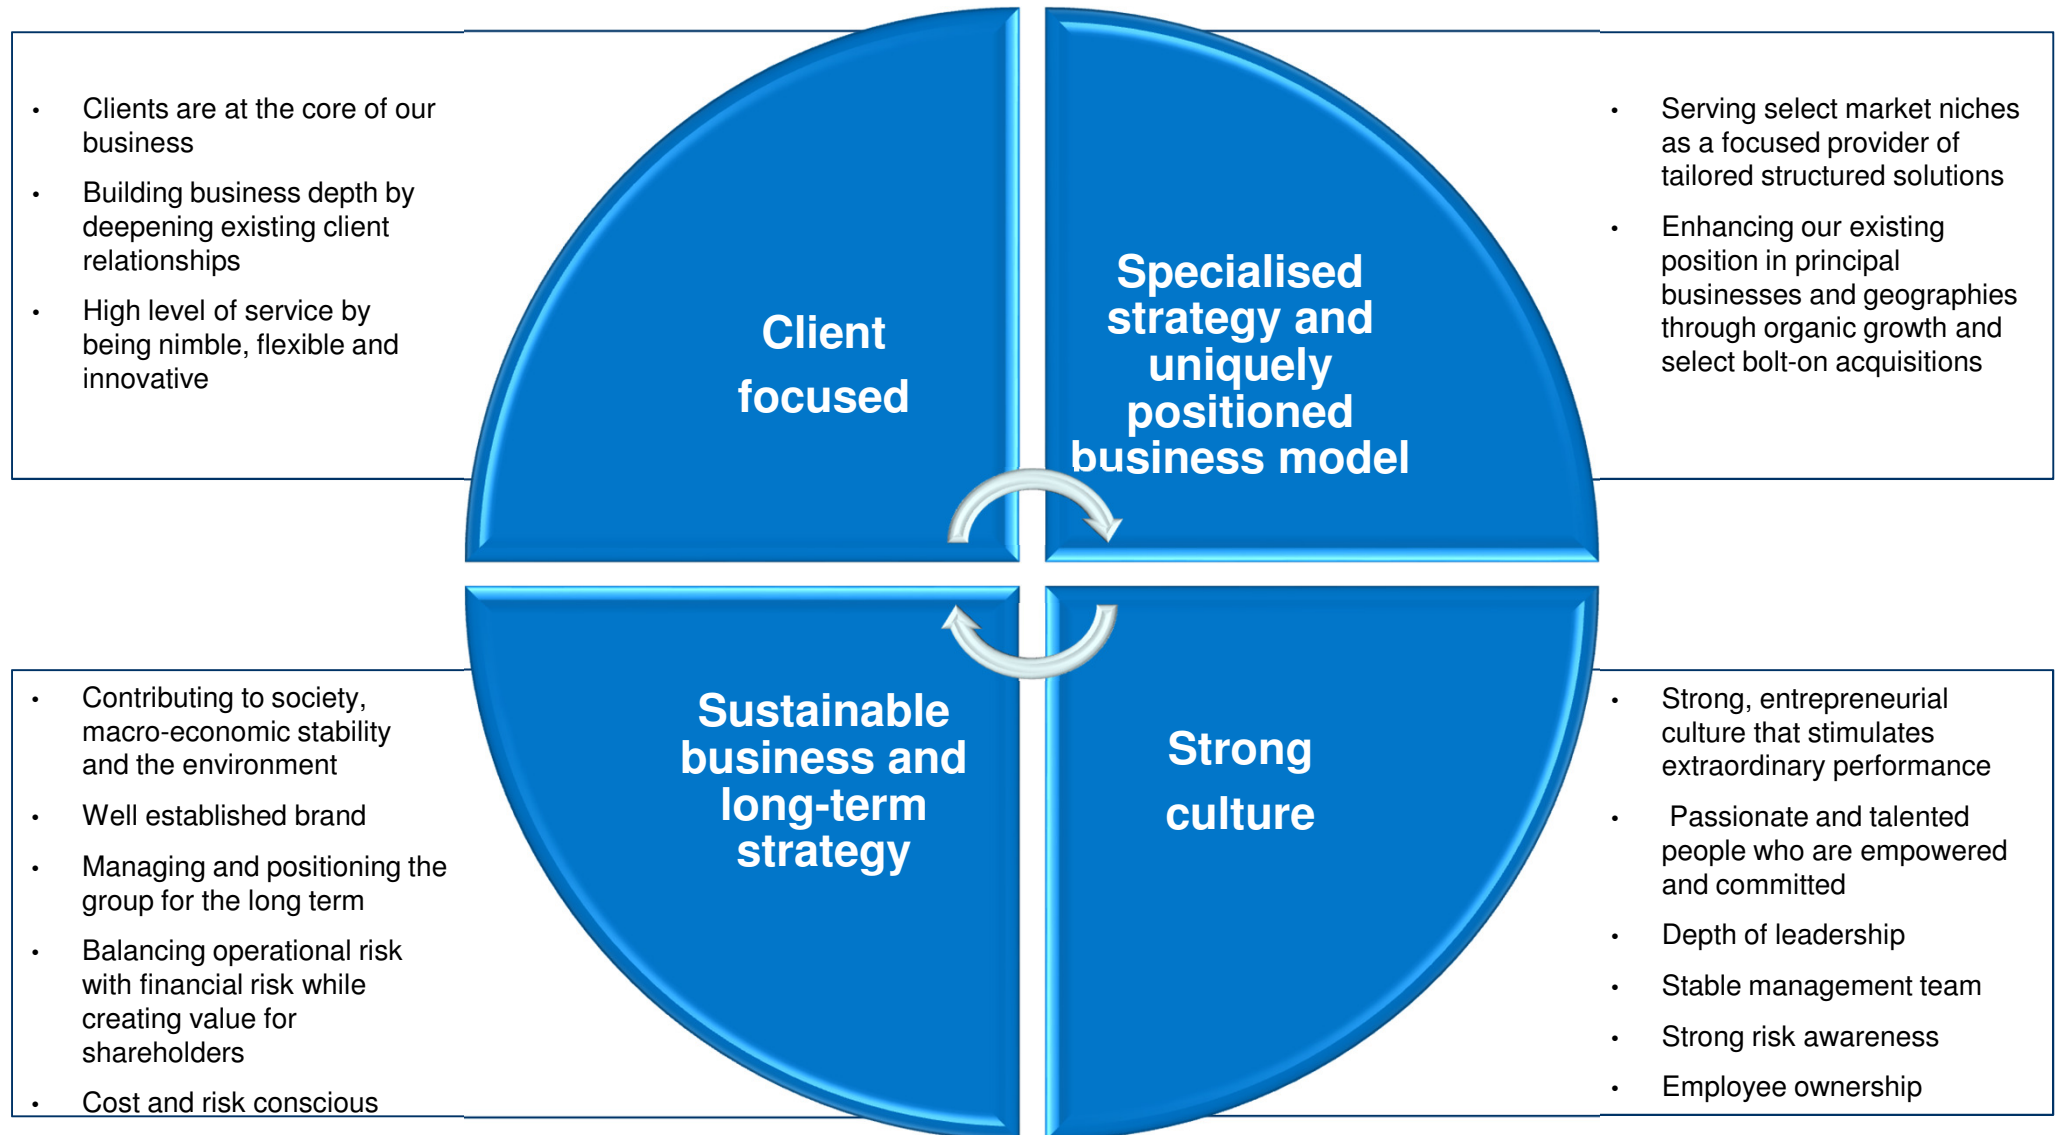 • Clients are at the core of our
business
• Building business depth by
deepening existing client
relationships
• High level of service by
being nimble, flexible and
innovative
Client
focused
Specialised
strategy and
uniquely
positioned
business model
• Serving select market niches
as a focused provider of
tailored structured solutions
• Enhancing our existing
position in principal
businesses and geographies
through organic growth and
select bolt-on acquisitions
• Contributing to society,
macro-economic stability
and the environment
• Well established brand
• Managing and positioning the
group for the long term
• Balancing operational risk
with financial risk while
creating value for
shareholders
• Cost and risk conscious
Sustainable
business and
long-term
strategy
Strong
culture
• Strong, entrepreneurial
culture that stimulates
extraordinary performance
• Passionate and talented
people who are empowered
and committed
• Depth of leadership
• Stable management team
• Strong risk awareness
• Employee ownership